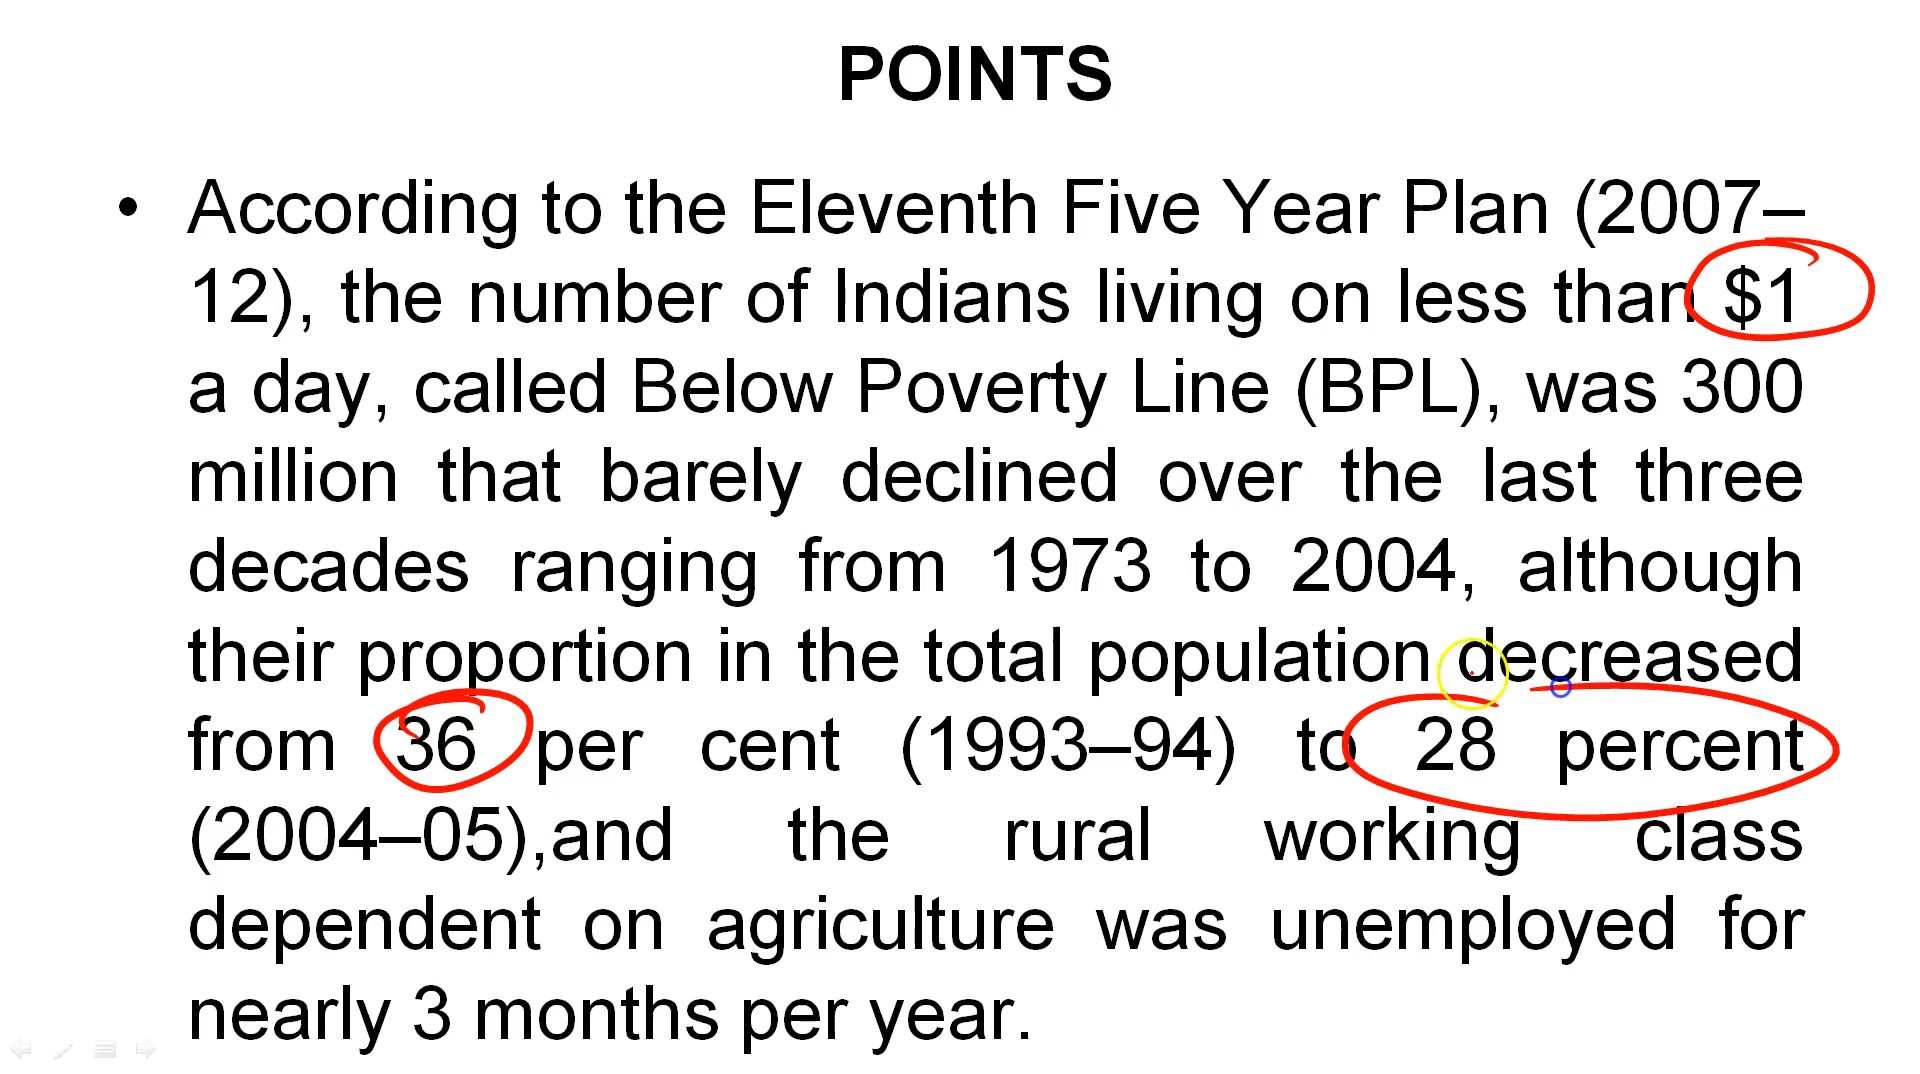 POINTS
• According to the Eleventh Five Year Plan (2007–
12), the number of Indians living on less than $1
a day, called Below Poverty Line (BPL), was 300
million that barely declined over the last three
decades ranging from 1973 to 2004, although
their proportion in the total population decreased
from 36 per cent (1993–94) to 28 percent
(2004–05),and the rural working class
dependent on agriculture was unemployed for
nearly 3 months per year.